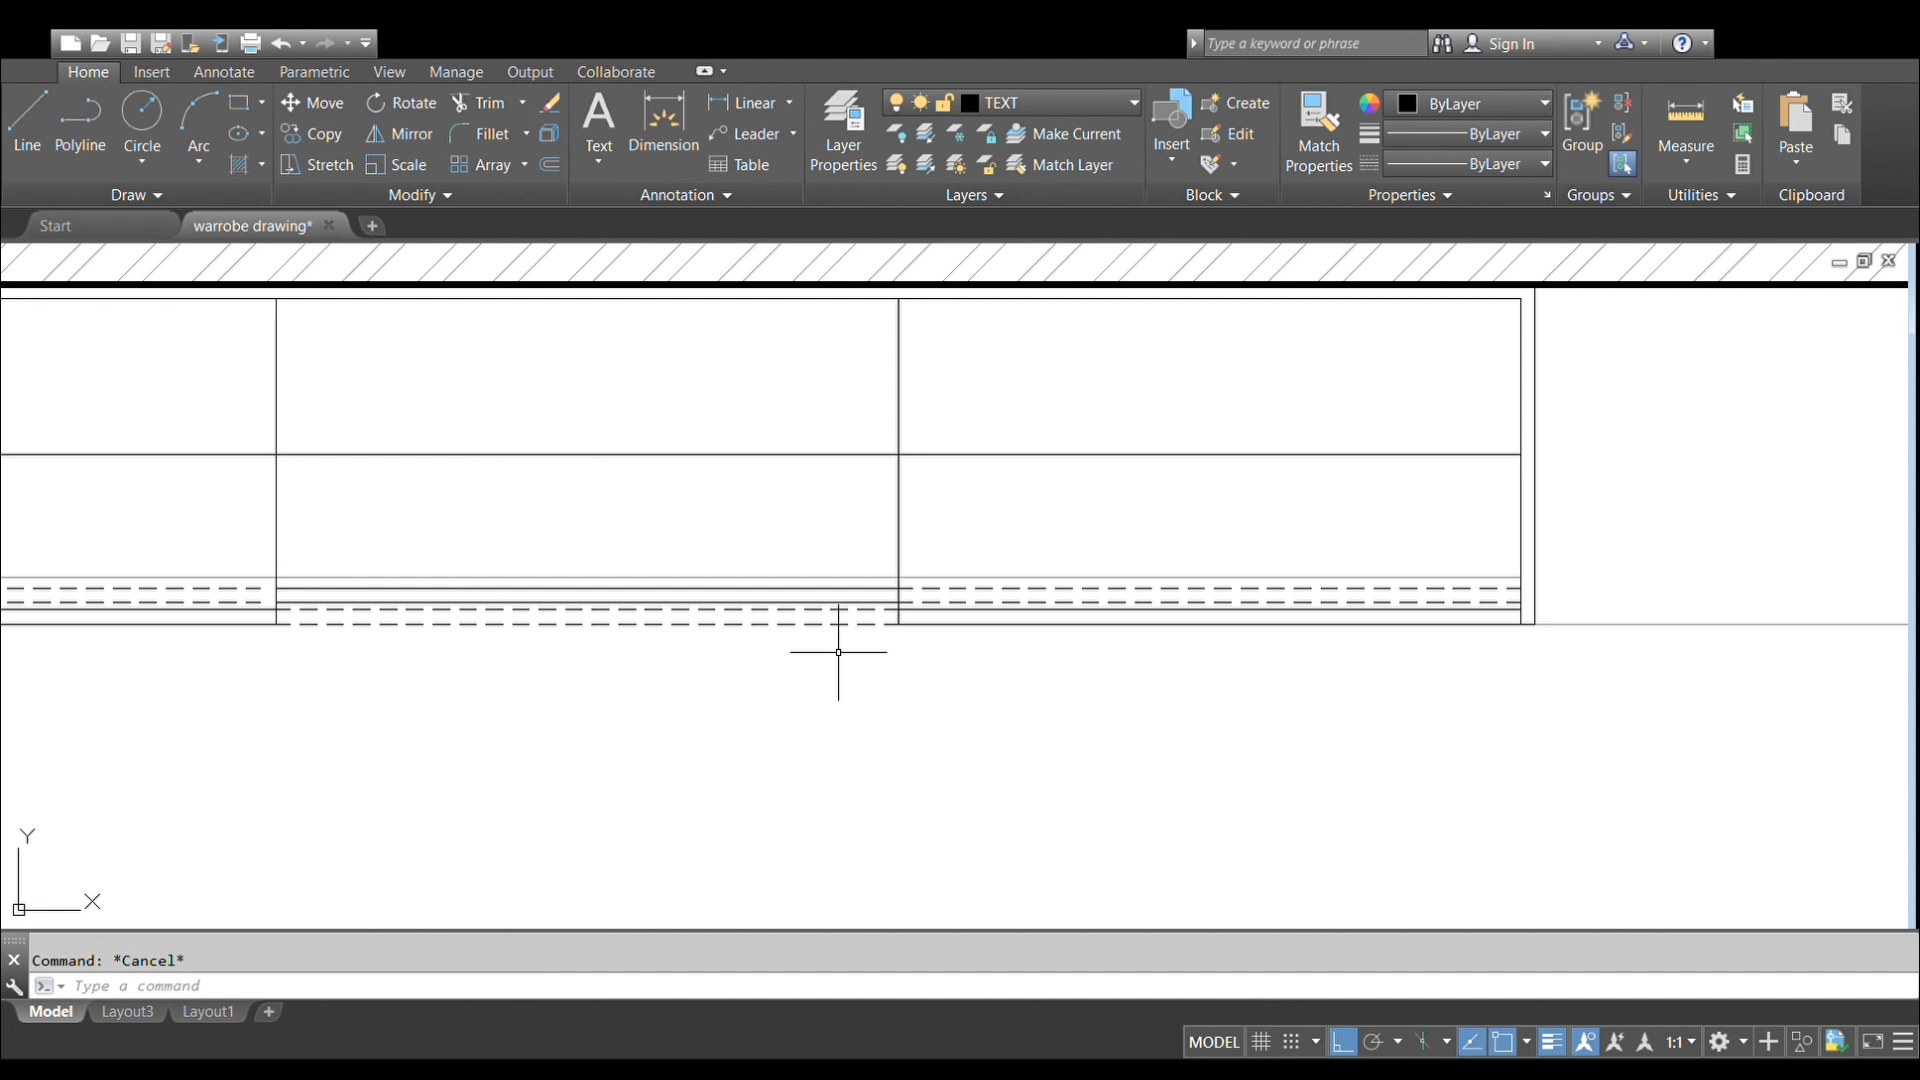 Type a keyword or phrase
Sign In
Home Insert Annotate Parametric View Manage Output Collaborate
Line Polyline Circle Arc
Draw
Move Rotate Trim
Copy Mirror Fillet
Stretch Scale Array
Modify
Text Dimension
Linear
Leader
Table
Annotation
Layer
Properties
TEXT
Make Current
Match Layer
Layers
Insert
Create
Edit
Block
Match
Properties
ByLayer
ByLayer
ByLayer
Properties
Group
Groups
Measure
Utilities
Paste
Clipboard
Start warrobe drawing*
Y
X
Command: *Cancel*
Type a command
Model Layout3 Layout1
MODEL 1:1